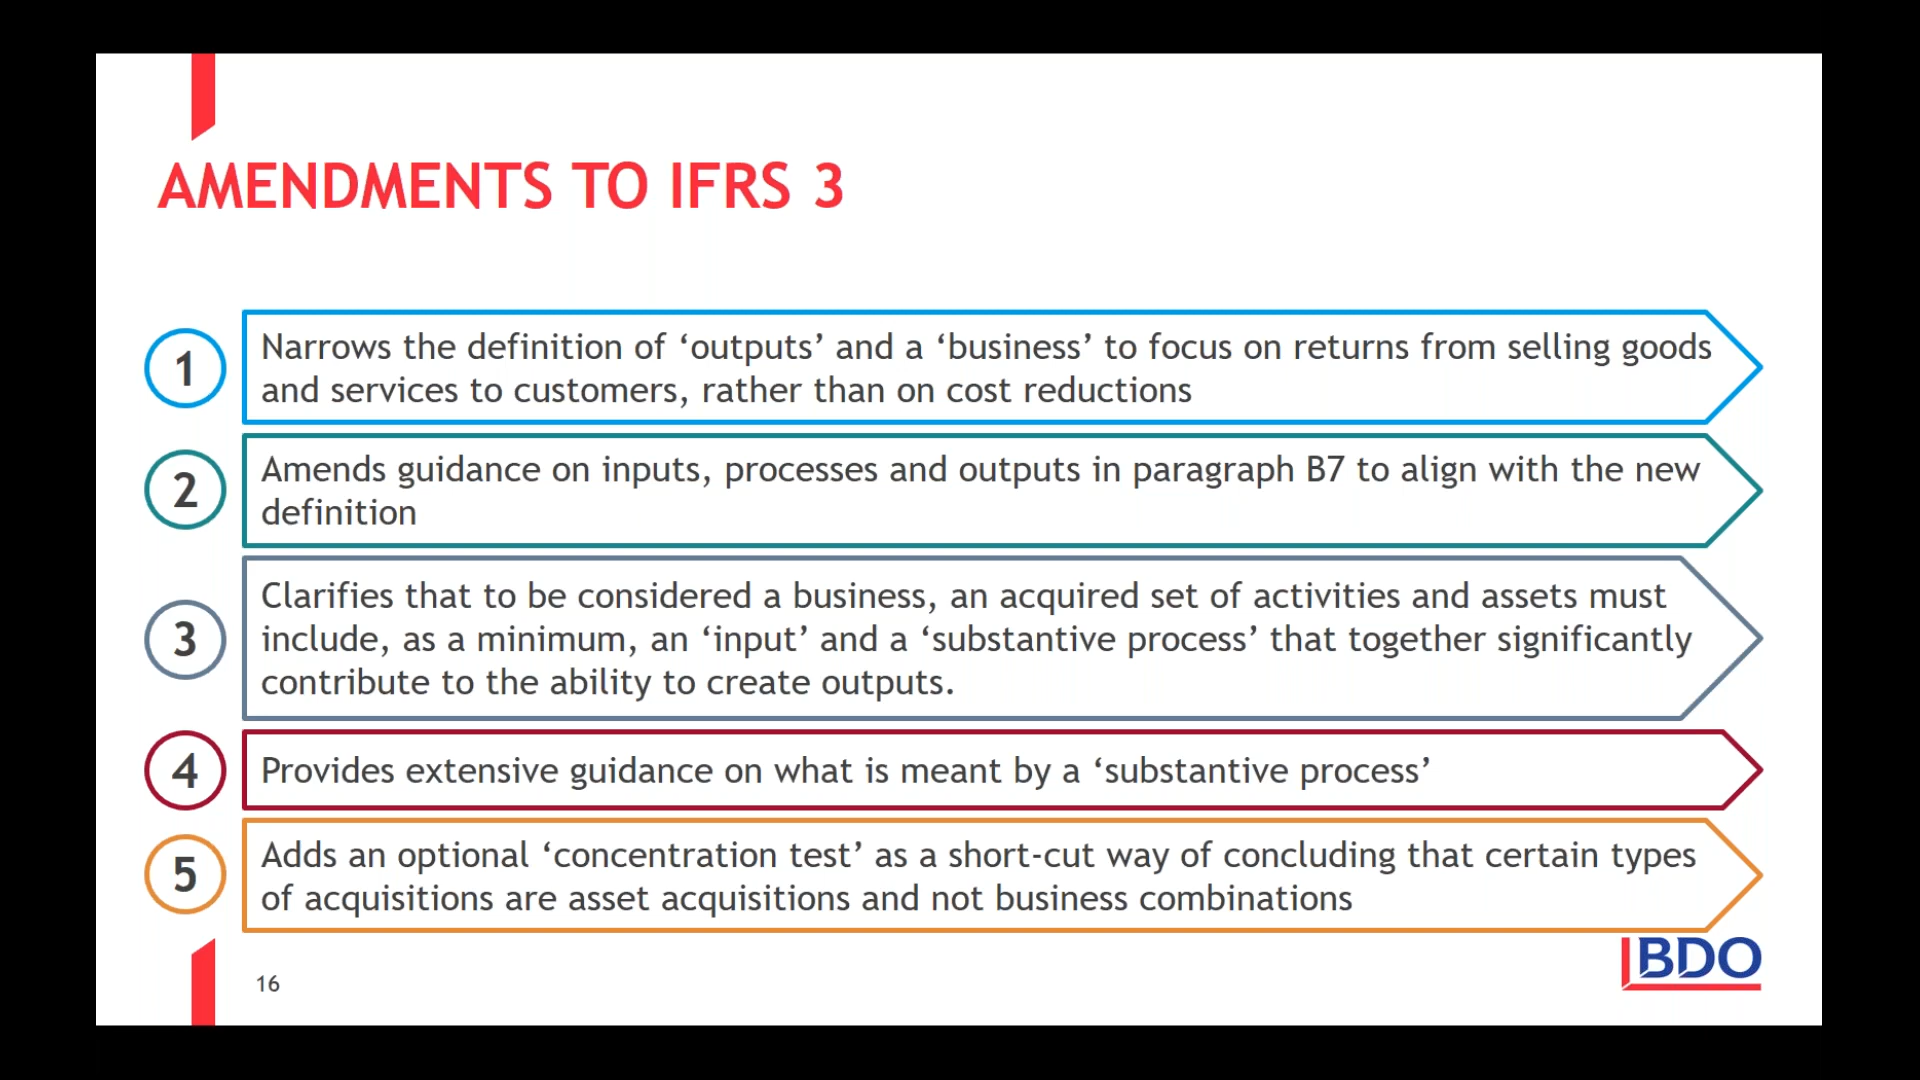 AMENDMENTS TO IFRS 3
1
Narrows the definition of ‘outputs’ and a ‘business’ to focus on returns from selling goods
and services to customers, rather than on cost reductions
2
Amends guidance on inputs, processes and outputs in paragraph B7 to align with the new
definition
3
Clarifies that to be considered a business, an acquired set of activities and assets must
include, as a minimum, an ‘input’ and a ‘substantive process’ that together significantly
contribute to the ability to create outputs.
4
Provides extensive guidance on what is meant by a ‘substantive process’
5
Adds an optional ‘concentration test’ as a short-cut way of concluding that certain types
of acquisitions are asset acquisitions and not business combinations
16
BDO